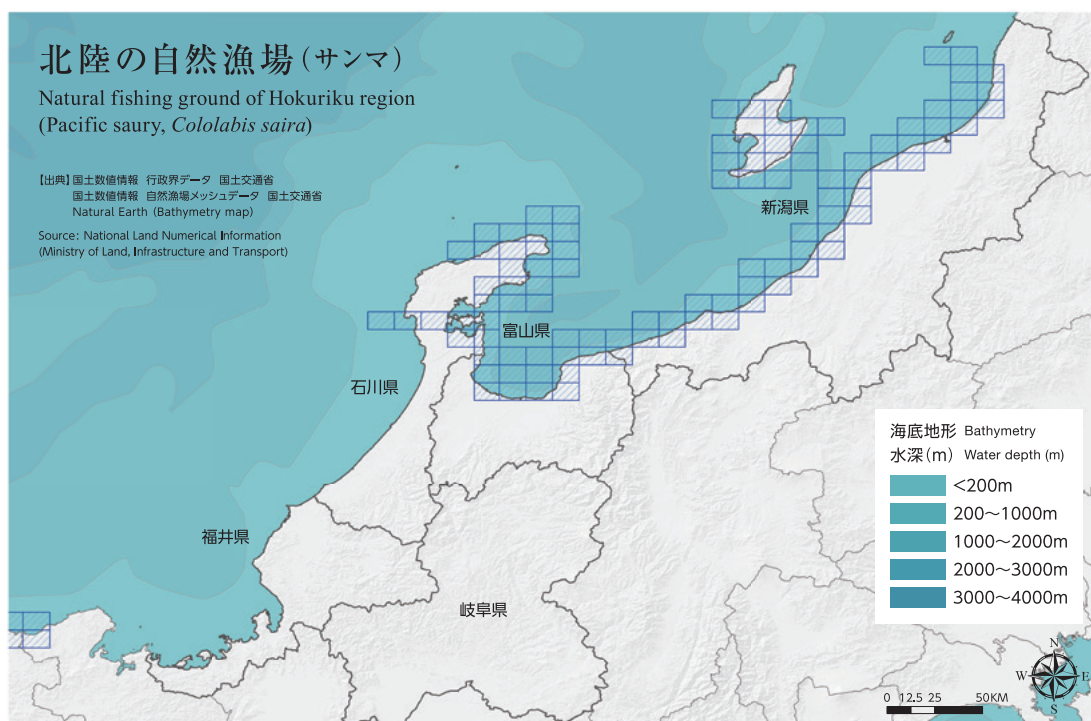 北陸の自然漁場（サンマ）
Natural fishing ground of Hokuriku region
(Pacific saury, Cololabis saira)
【出典】国土数値情報 行政界データ 国土交通省
国土数値情報 自然漁場メッシュデータ 国土交通省
Natural Earth (Bathymetry map)
Source: National Land Numerical Information
(Ministry of Land, Infrastructure and Transport)
新潟県
富山県
石川県
福井県
岐阜県
海底地形 Bathymetry
水深(m) Water depth (m)
<200m
200～1000m
1000～2000m
2000～3000m
3000～4000m
N
W E
S
0 12.5 25 50KM